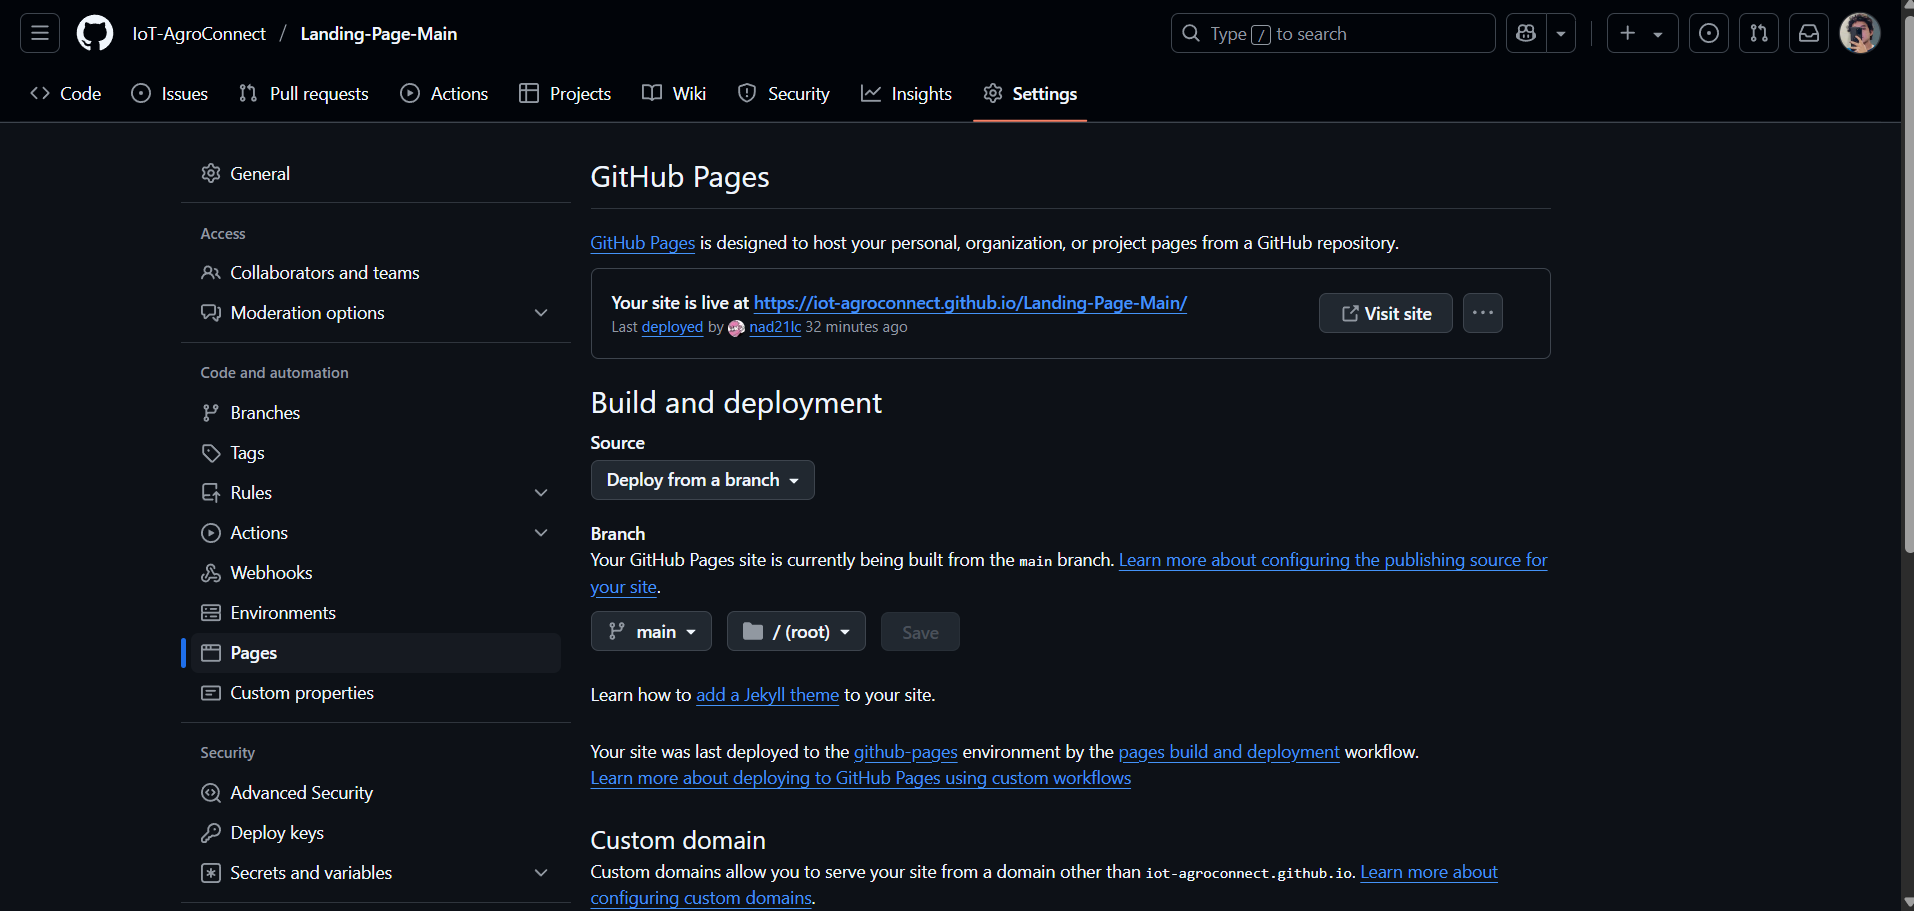 IoT-AgroConnect / Landing-Page-Main
Type / to search
Code Issues Pull requests Actions Projects Wiki Security Insights Settings
General
Access
Collaborators and teams
Moderation options
Code and automation
Branches
Tags
Rules
Actions
Webhooks
Environments
Pages
Custom properties
Security
Advanced Security
Deploy keys
Secrets and variables
GitHub Pages
GitHub Pages is designed to host your personal, organization, or project pages from a GitHub repository.
Your site is live at https://iot-agroconnect.github.io/Landing-Page-Main/
Last deployed by nad21lc 32 minutes ago
Visit site
Build and deployment
Source
Deploy from a branch
Branch
Your GitHub Pages site is currently being built from the main branch. Learn more about configuring the publishing source for
your site.
main / (root) Save
Learn how to add a Jekyll theme to your site.
Your site was last deployed to the github-pages environment by the pages build and deployment workflow.
Learn more about deploying to GitHub Pages using custom workflows
Custom domain
Custom domains allow you to serve your site from a domain other than iot-agroconnect.github.io. Learn more about
configuring custom domains.